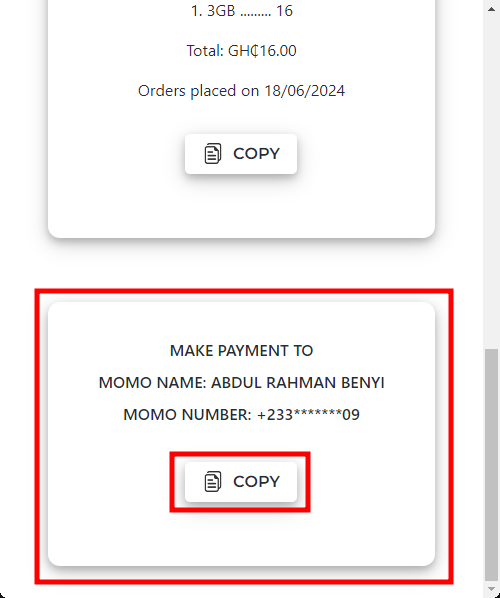 1. 3GB ......... 16
Total: GH₵16.00
Orders placed on 18/06/2024
COPY
MAKE PAYMENT TO
MOMO NAME: ABDUL RAHMAN BENYI
MOMO NUMBER: +233*******09
COPY